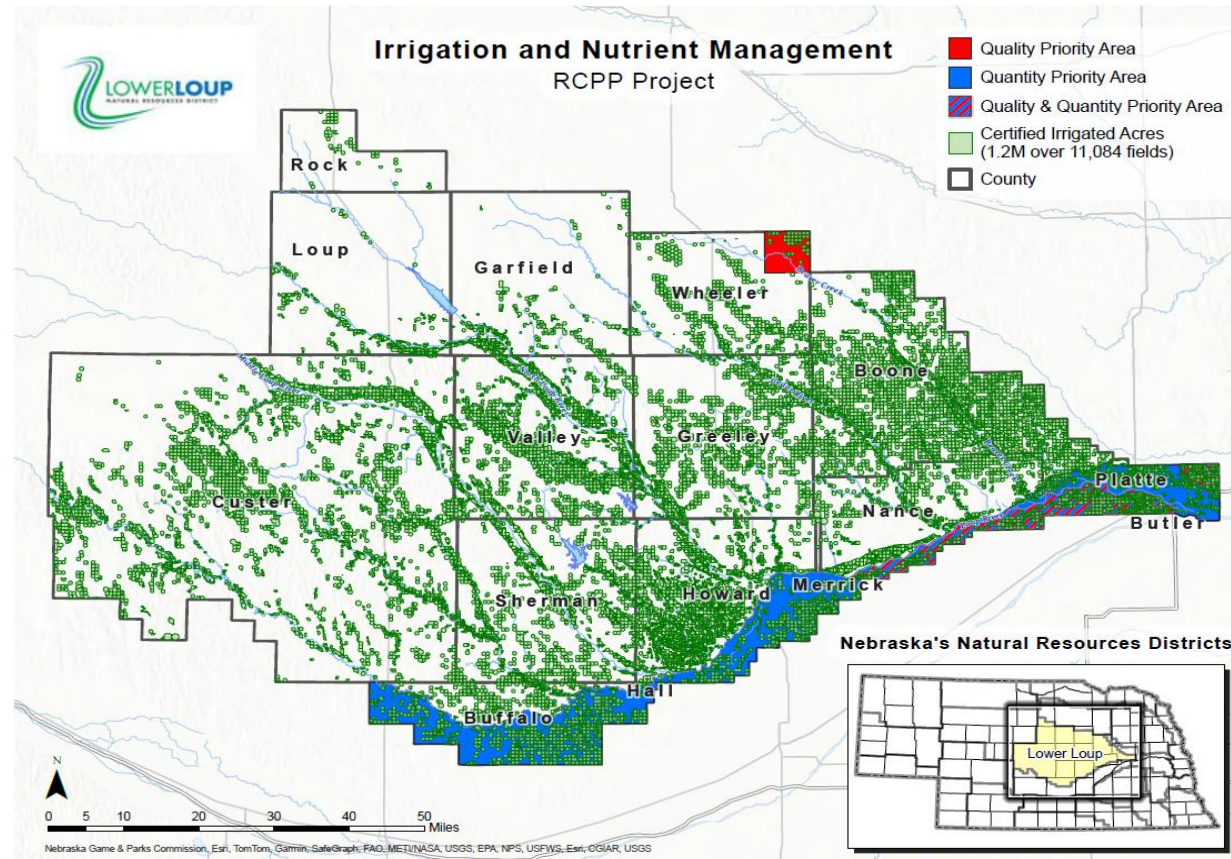 LOWERLOUP
NATURAL RESOURCES DISTRICT
Irrigation and Nutrient Management
RCPP Project
Quality Priority Area
Quantity Priority Area
Quality & Quantity Priority Area
Certified Irrigated Acres
(1.2M over 11,084 fields)
County
Rock
Loup
Garfield
Wheeler
Beaver Creek
Boone
Valley
Greeley
Custer
Platte
Nance
Butler
Merrick
Howard
Sherman
Hall
Buffalo
Nebraska's Natural Resources Districts
Lower Loup
N
0 5 10 20 30 40 50
Miles
Nebraska Game & Parks Commission, Esri, TomTom, Garmin, SafeGraph, FAO, METI/NASA, USGS, EPA, NPS, USFWS, Esri, CGIAR, USGS